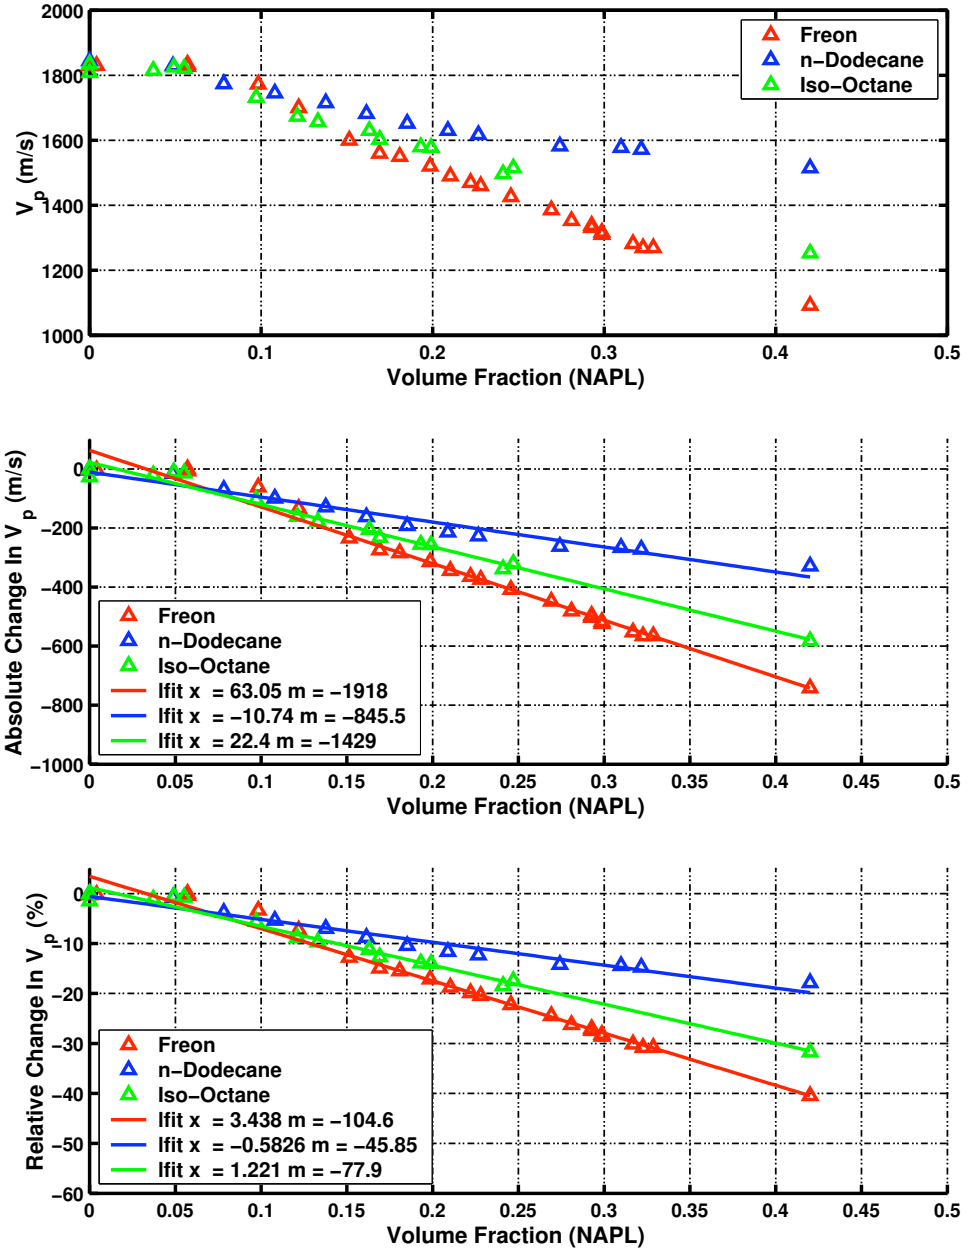 2000
1800
1600
1400
1200
1000
V_p (m/s)
0 0.1 0.2 0.3 0.4 0.5
Volume Fraction (NAPL)
Freon
n−Dodecane
Iso−Octane
0
−200
−400
−600
−800
−1000
Absolute Change In V_p (m/s)
Freon
n−Dodecane
Iso−Octane
lfit x = 63.05 m = −1918
lfit x = −10.74 m = −845.5
lfit x = 22.4 m = −1429
0 0.05 0.1 0.15 0.2 0.25 0.3 0.35 0.4 0.45 0.5
Volume Fraction (NAPL)
0
−10
−20
−30
−40
−50
−60
Relative Change In V_p (%)
Freon
n−Dodecane
Iso−Octane
lfit x = 3.438 m = −104.6
lfit x = −0.5826 m = −45.85
lfit x = 1.221 m = −77.9
0 0.05 0.1 0.15 0.2 0.25 0.3 0.35 0.4 0.45 0.5
Volume Fraction (NAPL)